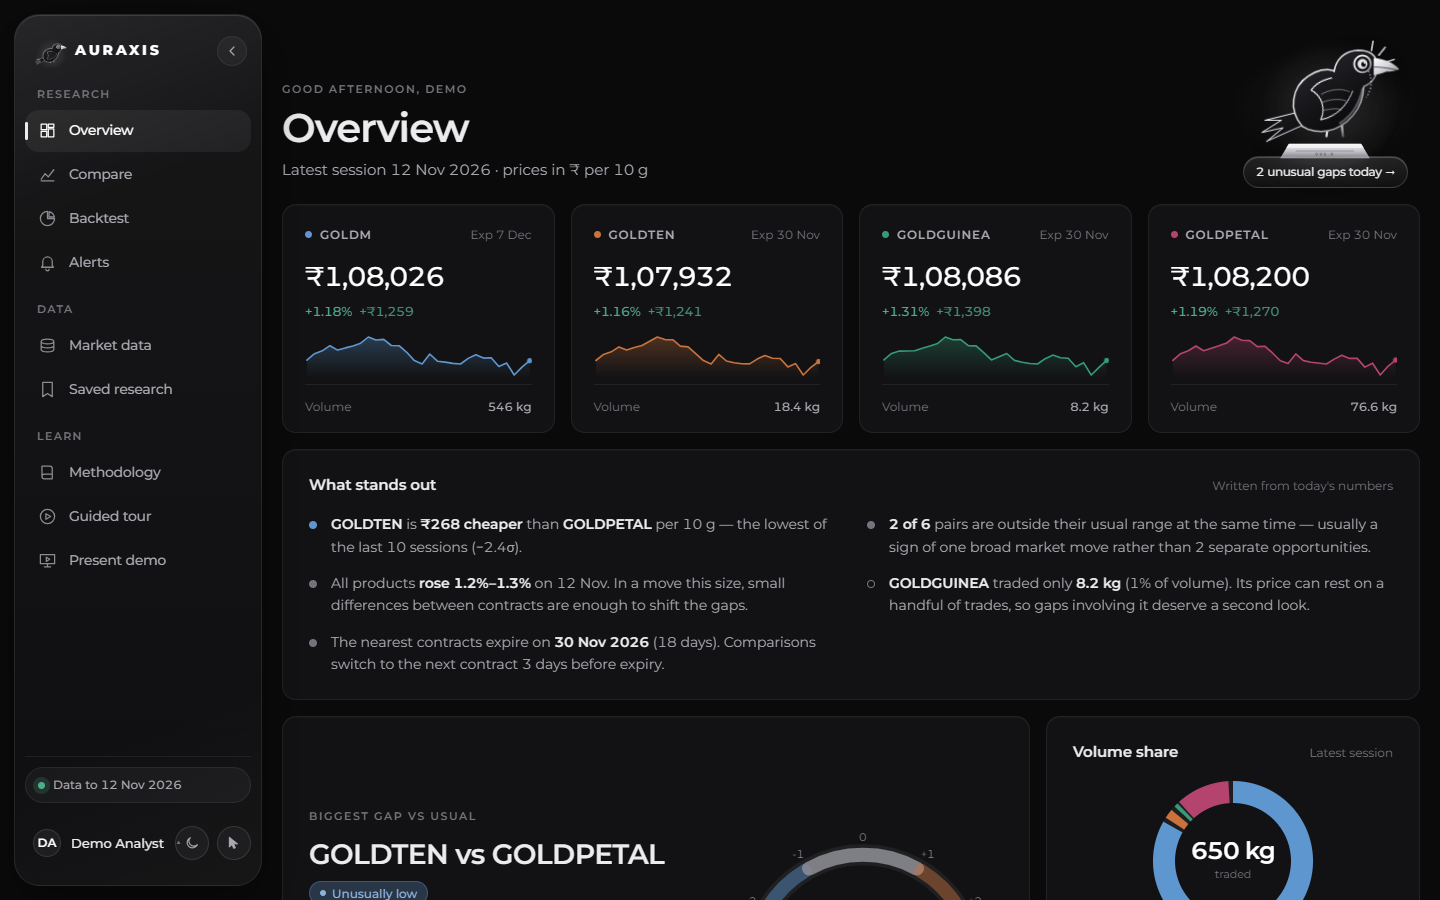 AURAXIS
RESEARCH
Overview
Compare
Backtest
Alerts
DATA
Market data
Saved research
LEARN
Methodology
Guided tour
Present demo
Data to 12 Nov 2026
DA Demo Analyst
GOOD AFTERNOON, DEMO
Overview
Latest session 12 Nov 2026 · prices in ₹ per 10 g
2 unusual gaps today →
GOLDM Exp 7 Dec
₹1,08,026
+1.18% +₹1,259
Volume 546 kg
GOLDTEN Exp 30 Nov
₹1,07,932
+1.16% +₹1,241
Volume 18.4 kg
GOLDGUINEA Exp 30 Nov
₹1,08,086
+1.31% +₹1,398
Volume 8.2 kg
GOLDPETAL Exp 30 Nov
₹1,08,200
+1.19% +₹1,270
Volume 76.6 kg
What stands out
Written from today's numbers
GOLDTEN is ₹268 cheaper than GOLDPETAL per 10 g — the lowest of
the last 10 sessions (−2.4σ).
All products rose 1.2%–1.3% on 12 Nov. In a move this size, small
differences between contracts are enough to shift the gaps.
The nearest contracts expire on 30 Nov 2026 (18 days). Comparisons
switch to the next contract 3 days before expiry.
2 of 6 pairs are outside their usual range at the same time — usually a
sign of one broad market move rather than 2 separate opportunities.
GOLDGUINEA traded only 8.2 kg (1% of volume). Its price can rest on a
handful of trades, so gaps involving it deserve a second look.
BIGGEST GAP VS USUAL
GOLDTEN vs GOLDPETAL
Unusually low
0
-1 +1
Volume share
Latest session
650 kg
traded